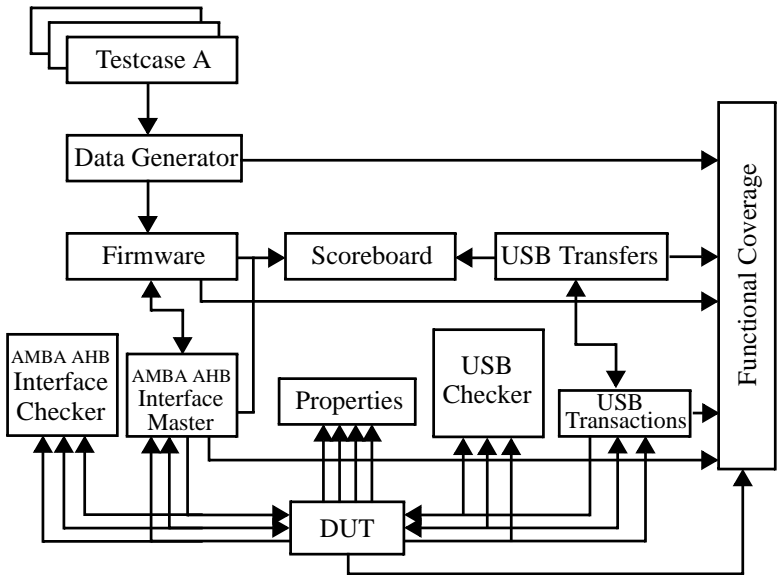 Testcase A
Data Generator
Firmware
Scoreboard
USB Transfers
Functional Coverage
AMBA AHB
Interface
Checker
AMBA AHB
Interface
Master
Properties
USB
Checker
USB
Transactions
DUT